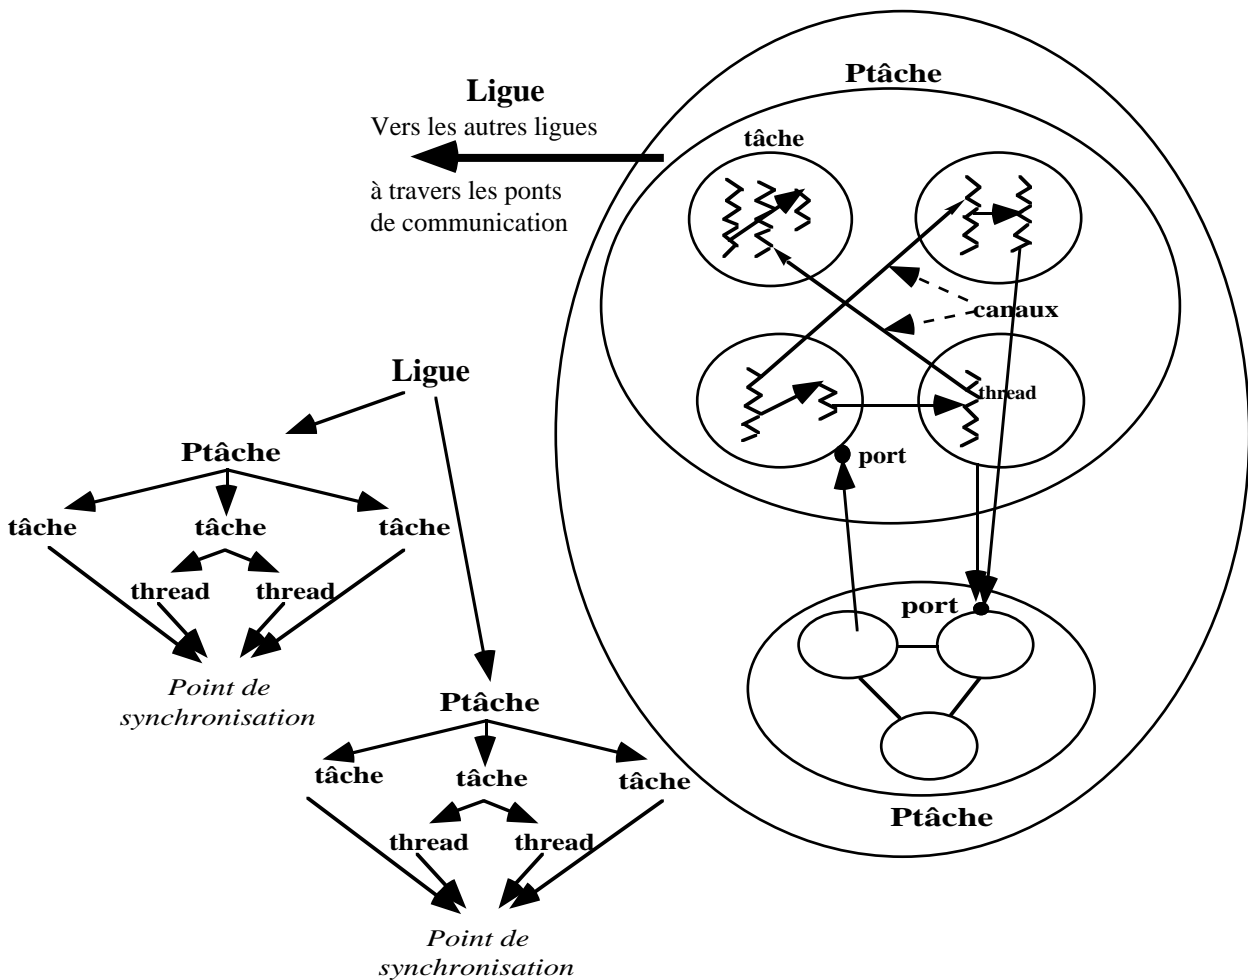 Ptâche
Ligue
Vers les autres ligues
à travers les ponts
de communication
tâche
canaux
thread
port
port
Ptâche
Ligue
Ptâche
tâche
tâche
tâche
thread
thread
Point de
synchronisation
Ptâche
tâche
tâche
tâche
thread
thread
Point de
synchronisation